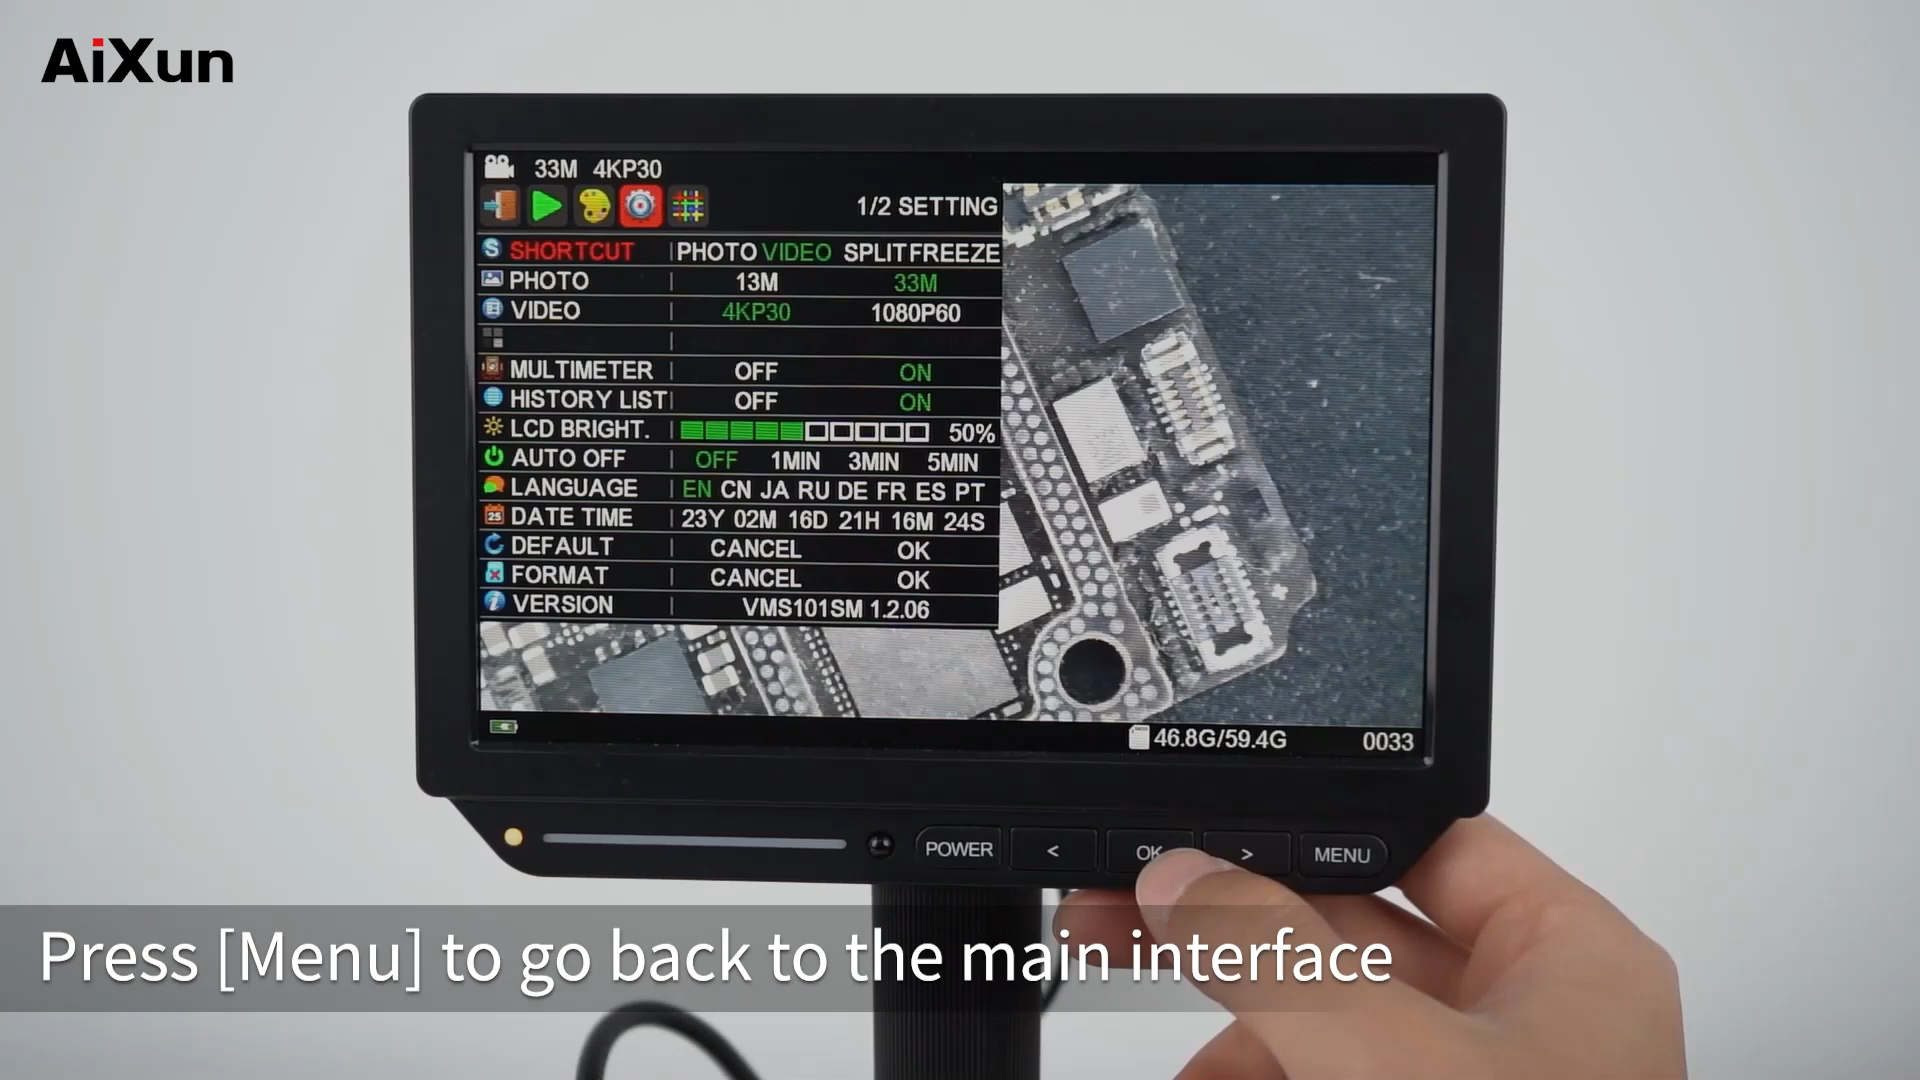 AiXun
33M 4KP30
1/2 SETTING
S SHORTCUT PHOTO VIDEO SPLIT FREEZE
PHOTO 13M 33M
VIDEO 4KP30 1080P60
MULTIMETER OFF ON
HISTORY LIST OFF ON
LCD BRIGHT. 50%
AUTO OFF OFF 1MIN 3MIN 5MIN
LANGUAGE EN CN JA RU DE FR ES PT
25 DATE TIME 23Y 02M 16D 21H 16M 24S
DEFAULT CANCEL OK
FORMAT CANCEL OK
i VERSION VMS101SM 1.2.06
46.8G/59.4G 0033
POWER < OK > MENU
Press [Menu] to go back to the main interface